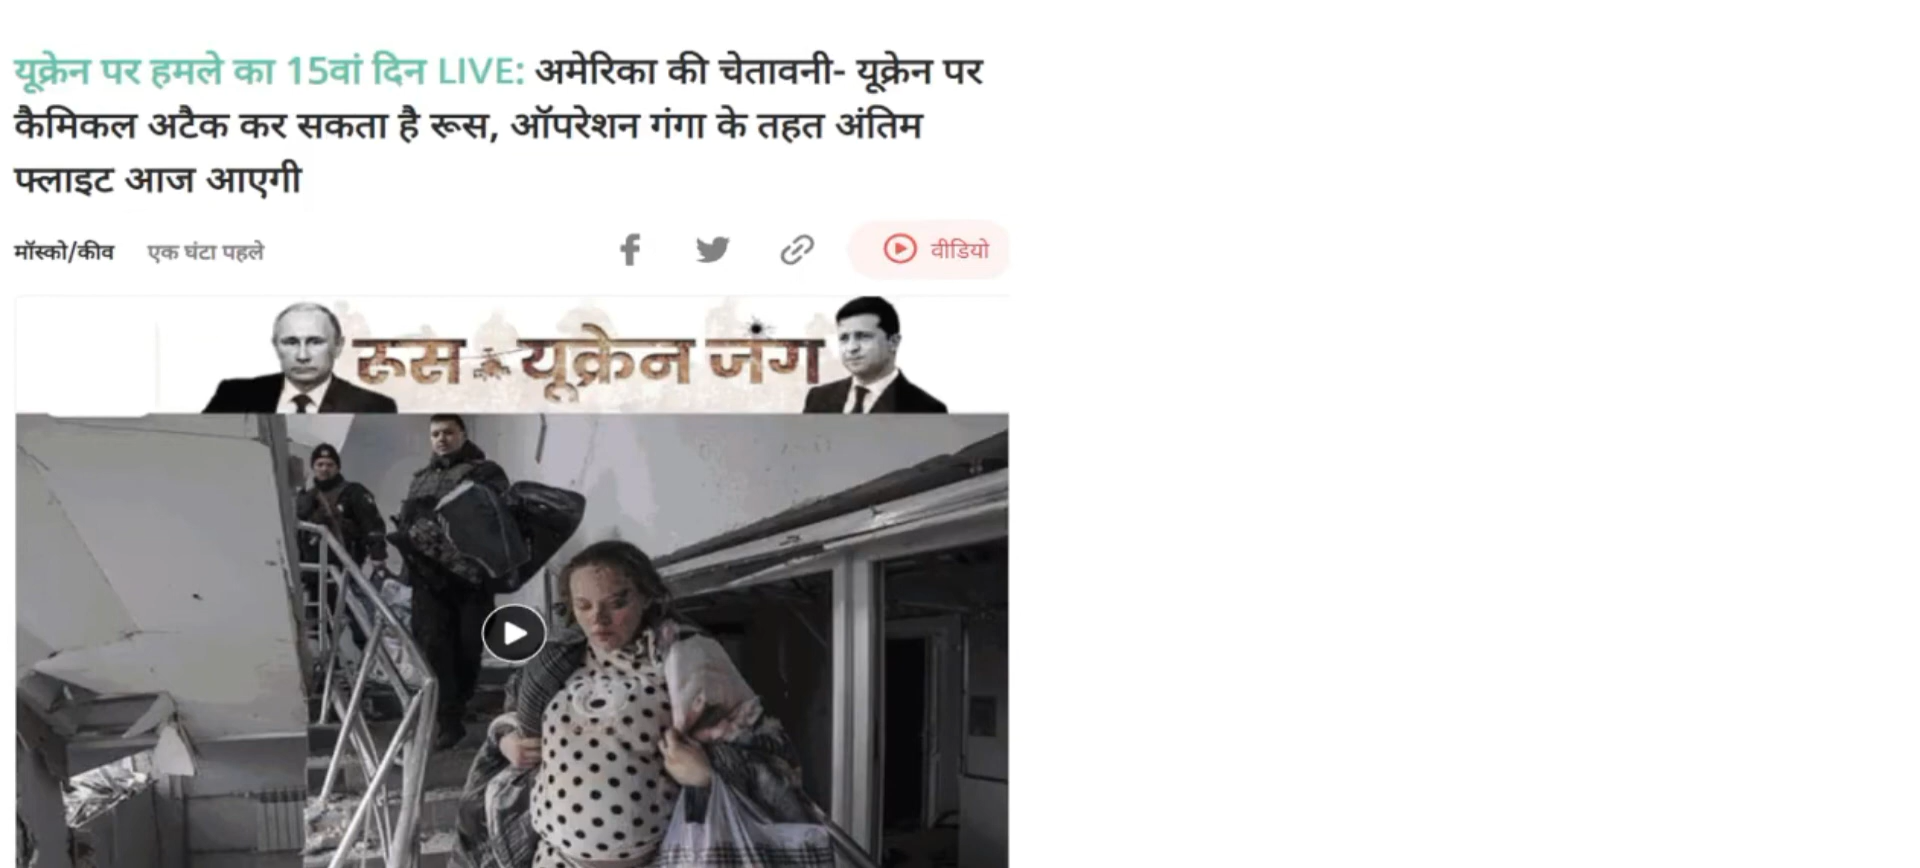 यूक्रेन पर हमले का 15वां दिन LIVE: अमेरिका की चेतावनी- यूक्रेन पर
कैमिकल अटैक कर सकता है रूस, ऑपरेशन गंगा के तहत अंतिम
फ्लाइट आज आएगी
मॉस्को/कीव एक घंटा पहले
वीडियो
रूस यूक्रेन जंग